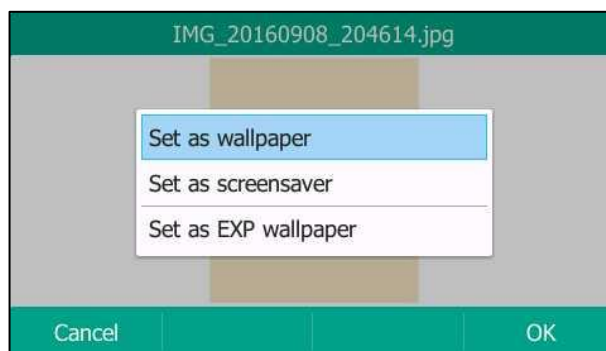 IMG_20160908_204614.jpg
Set as wallpaper
Set as screensaver
Set as EXP wallpaper
Cancel
OK